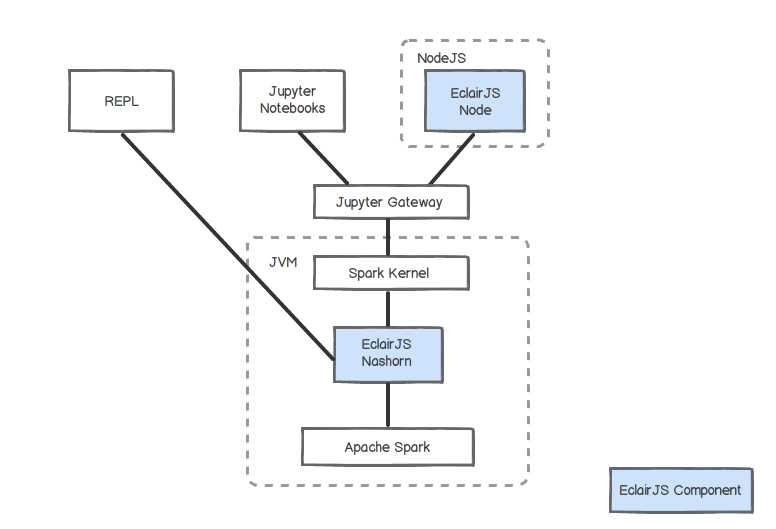 NodeJS
REPL
Jupyter
Notebooks
EclairJS
Node
Jupyter Gateway
JVM
Spark Kernel
EclairJS
Nashorn
Apache Spark
EclairJS Component